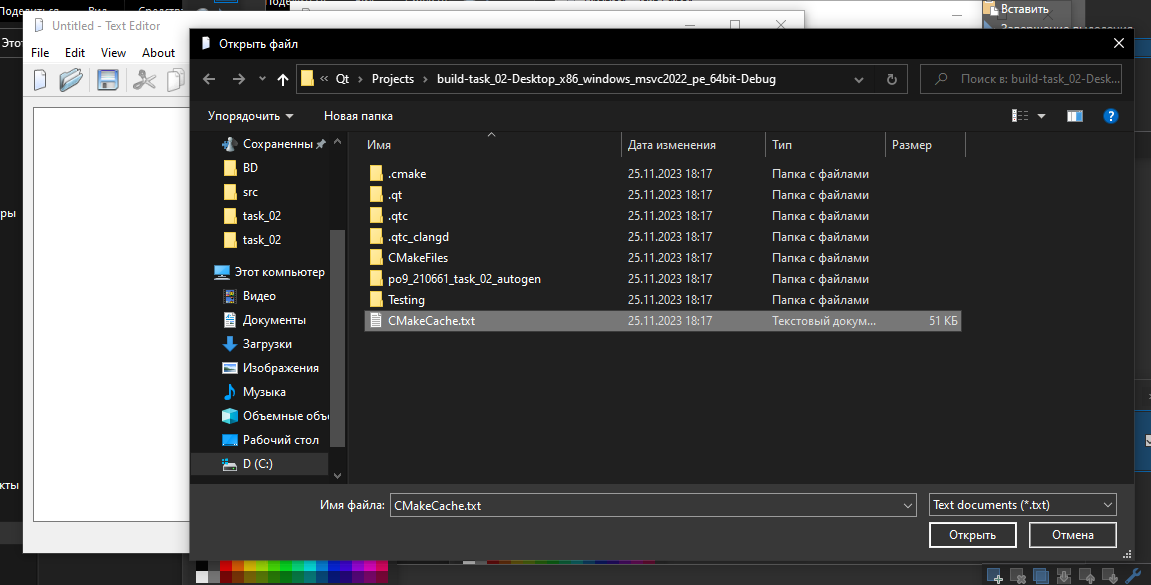 Вставить
Untitled - Text Editor
File Edit View About
Открыть файл
« Qt › Projects › build-task_02-Desktop_x86_windows_msvc2022_pe_64bit-Debug
Поиск в: build-task_02-Desk...
Упорядочить Новая папка
Сохраненны
BD
src
task_02
task_02
Этот компьютер
Видео
Документы
Загрузки
Изображения
Музыка
Объемные объ
Рабочий стол
D (C:)
Имя Дата изменения Тип Размер
.cmake 25.11.2023 18:17 Папка с файлами
.qt 25.11.2023 18:17 Папка с файлами
.qtc 25.11.2023 18:17 Папка с файлами
.qtc_clangd 25.11.2023 18:17 Папка с файлами
CMakeFiles 25.11.2023 18:17 Папка с файлами
po9_210661_task_02_autogen 25.11.2023 18:17 Папка с файлами
Testing 25.11.2023 18:17 Папка с файлами
CMakeCache.txt 25.11.2023 18:17 Текстовый докум... 51 КБ
Имя файла: CMakeCache.txt Text documents (*.txt)
Открыть Отмена